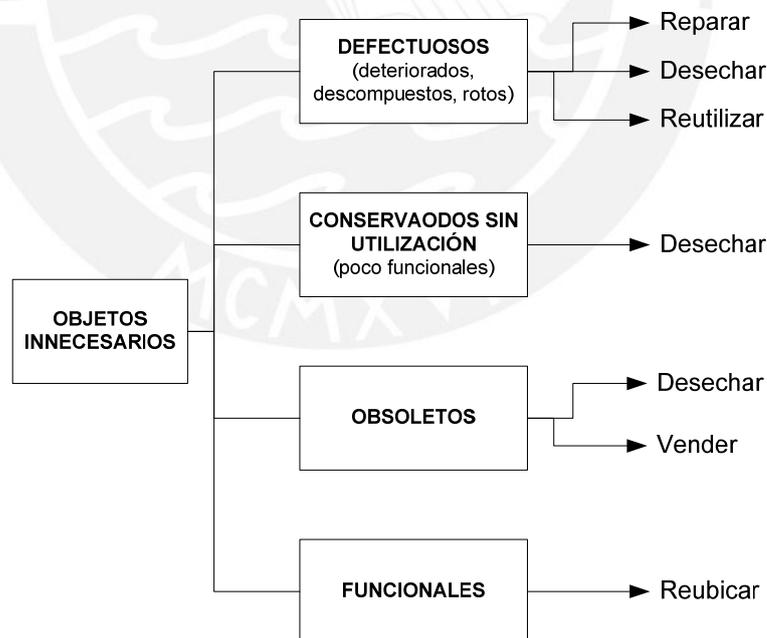 DEFECTUOSOS
(deteriorados,
descompuestos, rotos)
Reparar
Desechar
Reutilizar
CONSERVAODOS SIN
UTILIZACIÓN
(poco funcionales)
Desechar
OBJETOS
INNECESARIOS
OBSOLETOS
Desechar
Vender
FUNCIONALES
Reubicar
MCMXVII